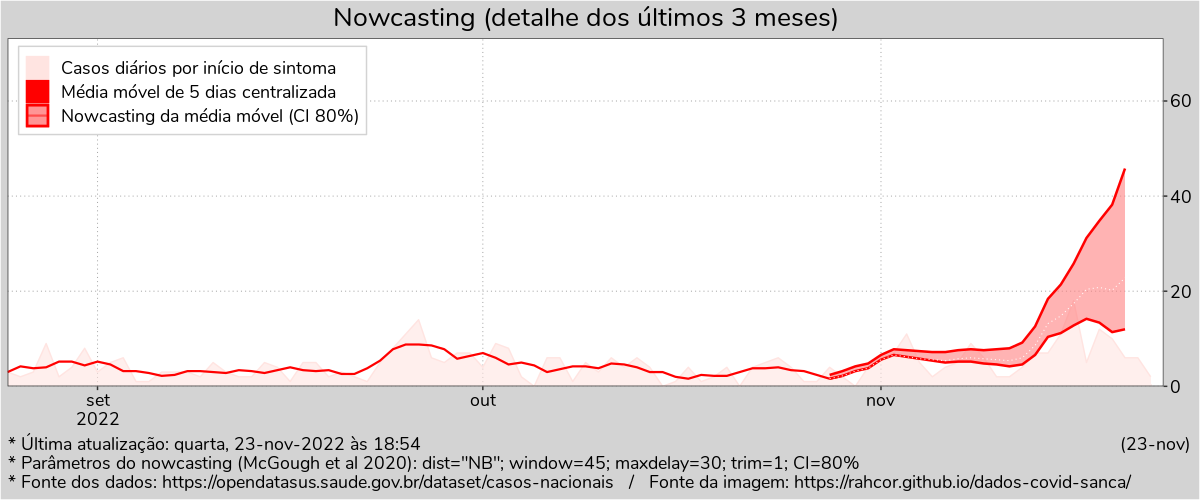 Nowcasting (detalhe dos últimos 3 meses)
Casos diários por início de sintoma
Média móvel de 5 dias centralizada
Nowcasting da média móvel (CI 80%)
60
40
20
0
set
2022
out
nov
* Última atualização: quarta, 23-nov-2022 às 18:54
(23-nov)
* Parâmetros do nowcasting (McGough et al 2020): dist="NB"; window=45; maxdelay=30; trim=1; CI=80%
* Fonte dos dados: https://opendatasus.saude.gov.br/dataset/casos-nacionais / Fonte da imagem: https://rahcor.github.io/dados-covid-sanca/